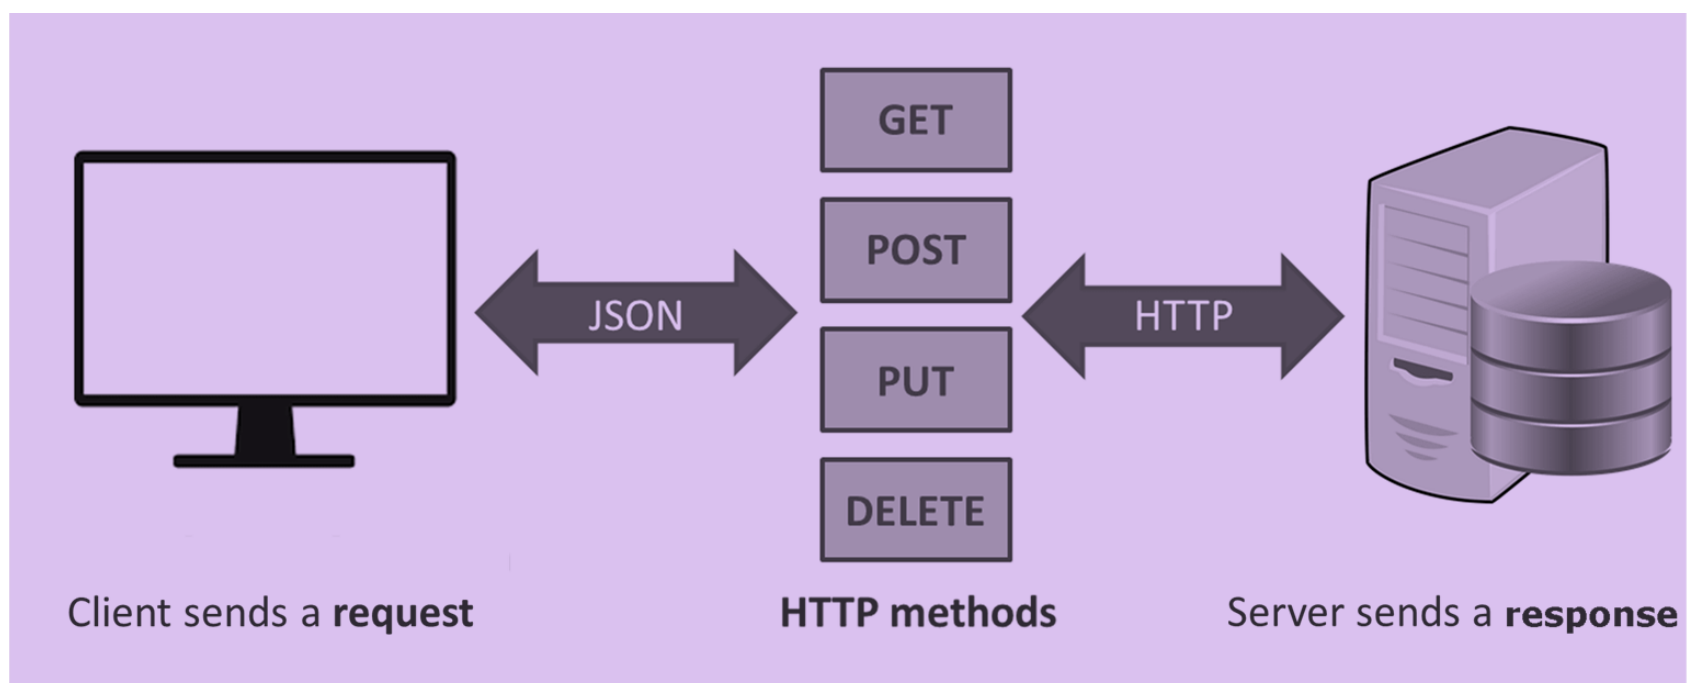 GET
POST
JSON
HTTP
PUT
DELETE
Client sends a request
HTTP methods
Server sends a response